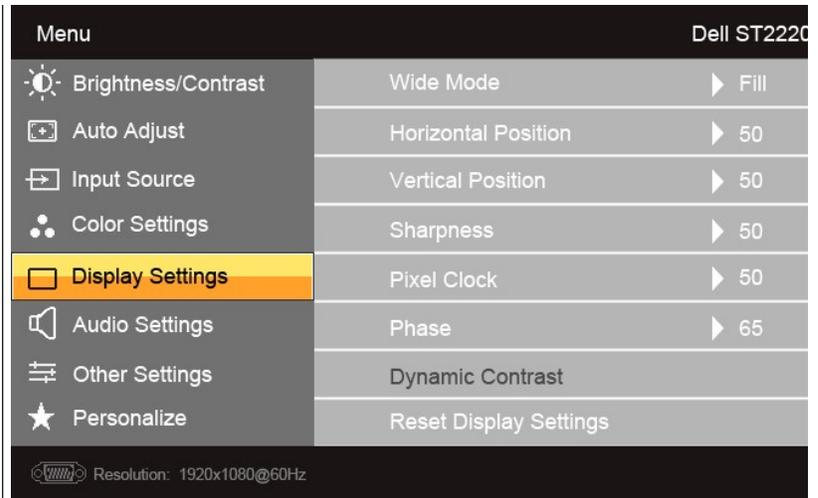 Menu Dell ST2220
Brightness/Contrast Wide Mode Fill
Auto Adjust Horizontal Position 50
Input Source Vertical Position 50
Color Settings Sharpness 50
Display Settings Pixel Clock 50
Audio Settings Phase 65
Other Settings Dynamic Contrast
Personalize Reset Display Settings
Resolution: 1920x1080@60Hz